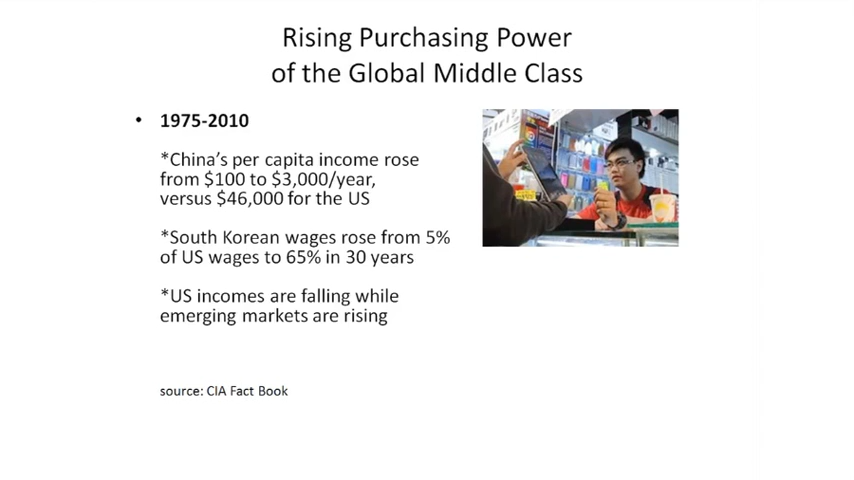 Rising Purchasing Power
of the Global Middle Class
• 1975-2010
*China's per capita income rose
from $100 to $3,000/year,
versus $46,000 for the US
*South Korean wages rose from 5%
of US wages to 65% in 30 years
*US incomes are falling while
emerging markets are rising
source: CIA Fact Book